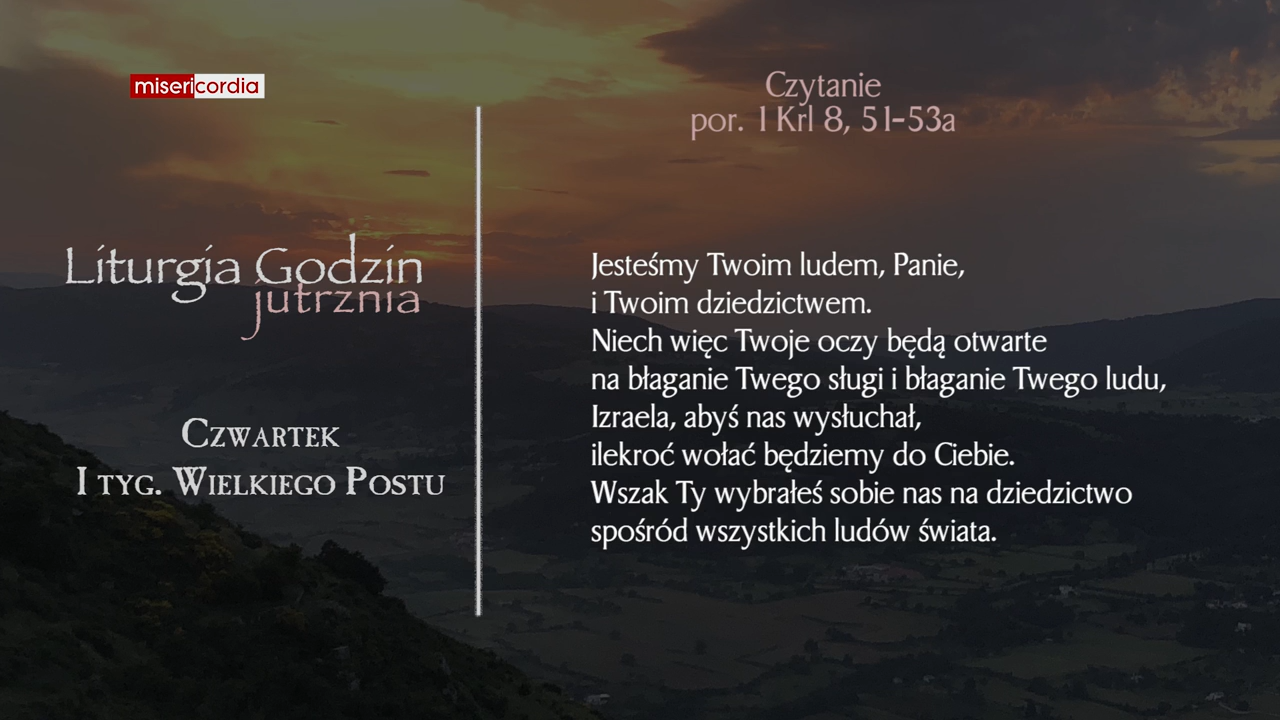 misericordia
Liturgia Godzin
jutrznia
Czwartek
I tyg. Wielkiego Postu
Czytanie
por. 1 Krl 8, 51-53a
Jesteśmy Twoim ludem, Panie,
i Twoim dziedzictwem.
Niech więc Twoje oczy będą otwarte
na błaganie Twego sługi i błaganie Twego ludu,
Izraela, abyś nas wysłuchał,
ilekroć wołać będziemy do Ciebie.
Wszak Ty wybrałeś sobie nas na dziedzictwo
spośród wszystkich ludów świata.